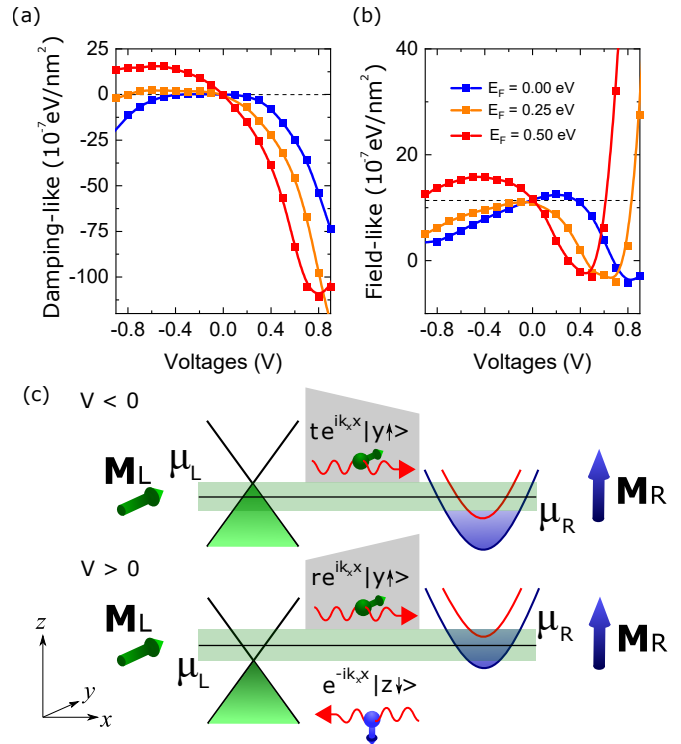 (a)
25
0
-25
-50
-75
-100
Damping-like (10⁻⁷eV/nm²)
-0.8 -0.4 0.0 0.4 0.8
Voltages (V)
(b)
40
20
0
Field-like (10⁻⁷eV/nm²)
E_F = 0.00 eV
E_F = 0.25 eV
E_F = 0.50 eV
-0.8 -0.4 0.0 0.4 0.8
Voltages (V)
(c)
V < 0
te^{ik_x x}|y↑>
M_L
μ_L
μ_R
M_R
V > 0
re^{ik_x x}|y↑>
M_L
μ_L
μ_R
M_R
e^{-ik_x x}|z↓>
z
y
x